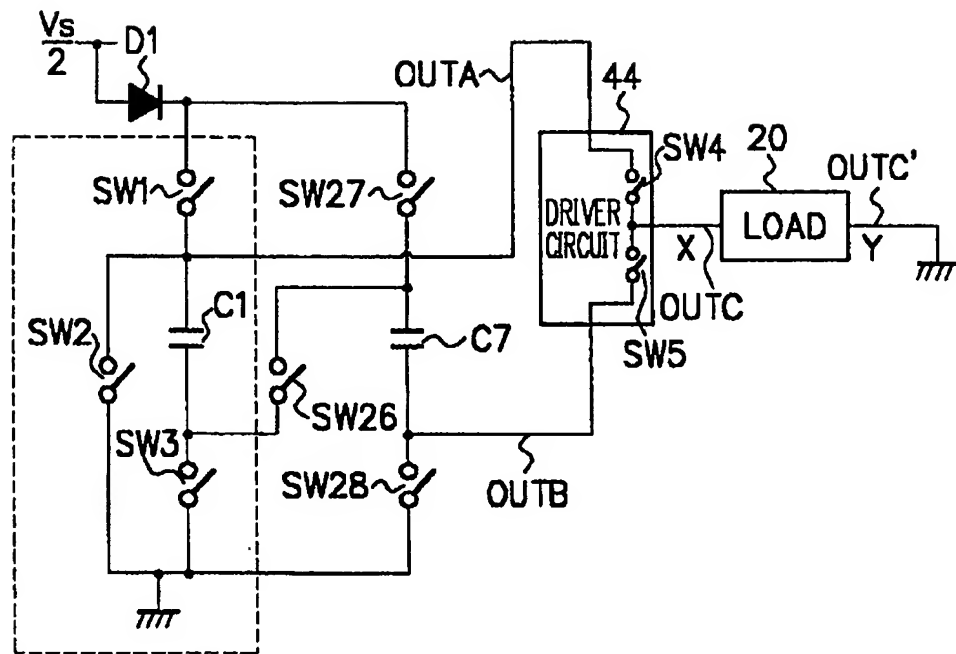 Vs
2
D1
OUTA
44
SW4
20
OUTC'
SW1
SW27
DRIVER
CIRCUIT
LOAD
X
Y
OUTC
SW2
C1
C7
SW5
SW26
SW3
SW28
OUTB